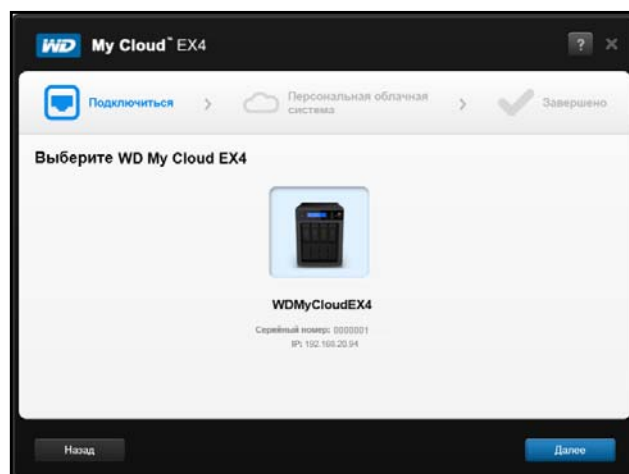 WD My Cloud™ EX4 ?
Подключиться > Персональная облачная система > Завершено
Выберите WD My Cloud EX4
WDMyCloudEX4
Серийный номер: 0000001
IP: 192.168.20.94
Назад Далее